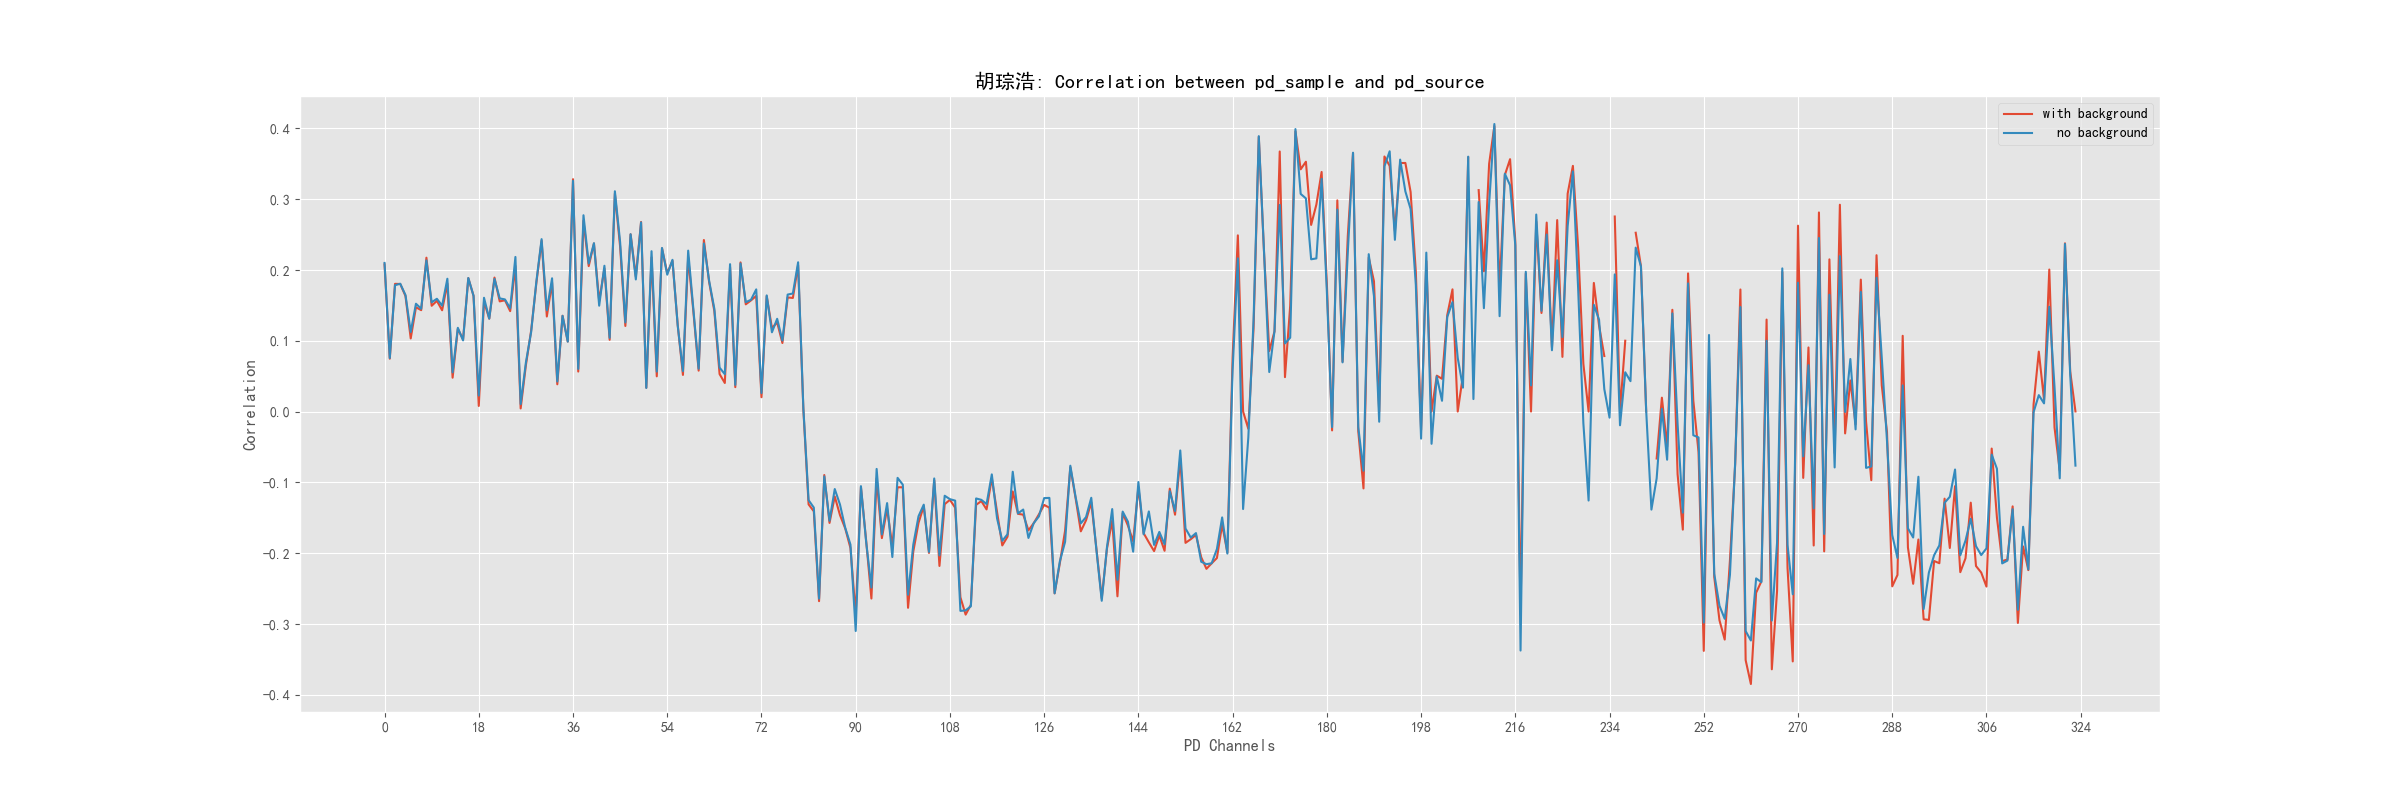 胡琮浩: Correlation between pd_sample and pd_source
with background
no background
Correlation
0.4
0.3
0.2
0.1
0.0
−0.1
−0.2
−0.3
−0.4
0 18 36 54 72 90 108 126 144 162 180 198 216 234 252 270 288 306 324
PD Channels